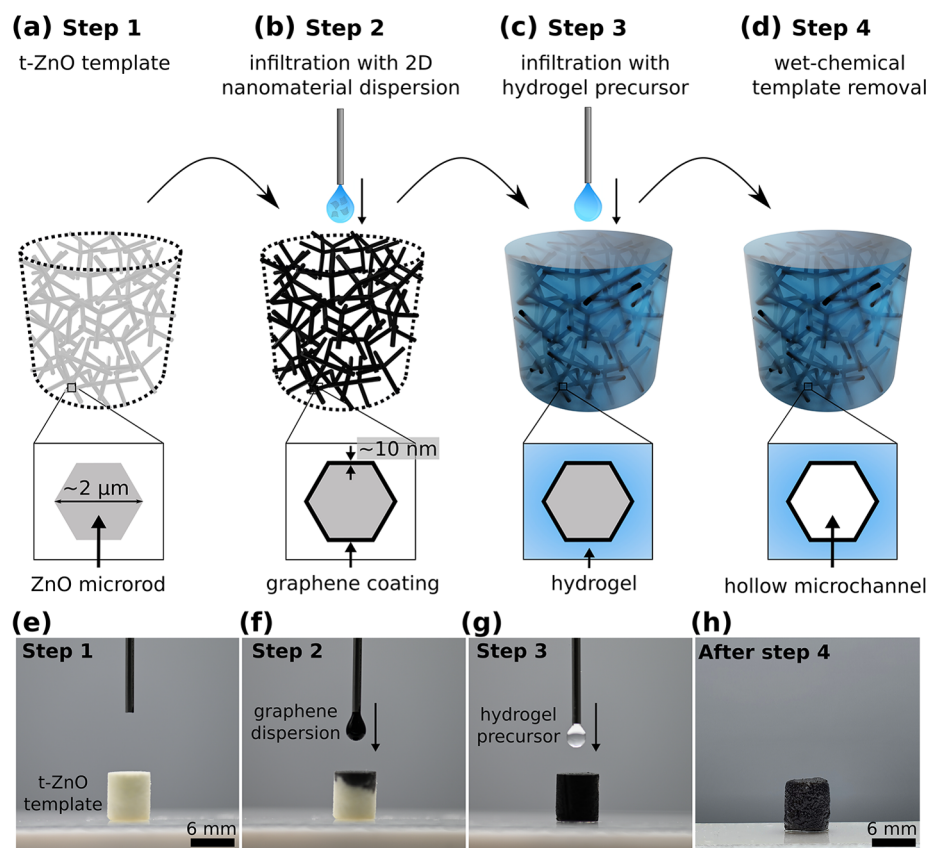 (a) Step 1
t-ZnO template
(b) Step 2
infiltration with 2D
nanomaterial dispersion
(c) Step 3
infiltration with
hydrogel precursor
(d) Step 4
wet-chemical
template removal
~2 μm
ZnO microrod
~10 nm
graphene coating
hydrogel
hollow microchannel
(e)
Step 1
t-ZnO
template
6 mm
(f)
Step 2
graphene
dispersion
(g)
Step 3
hydrogel
precursor
(h)
After step 4
6 mm